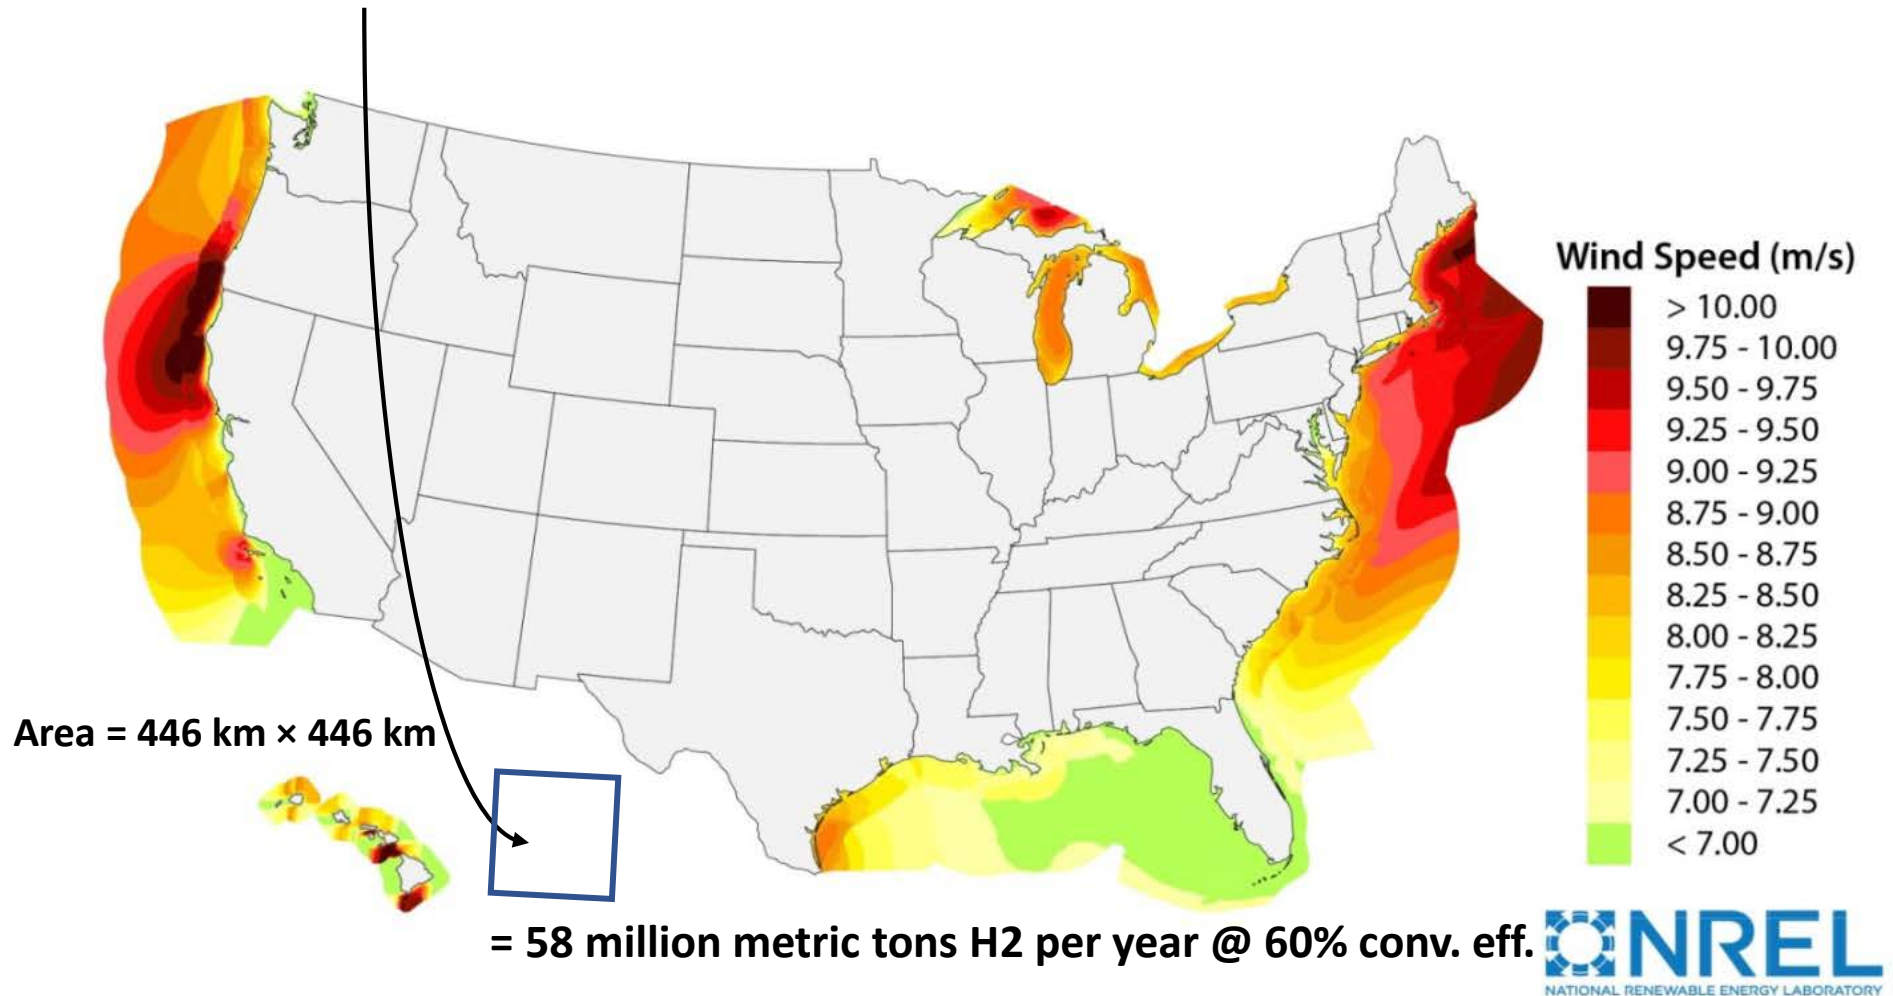 Wind Speed (m/s)
> 10.00
9.75 - 10.00
9.50 - 9.75
9.25 - 9.50
9.00 - 9.25
8.75 - 9.00
8.50 - 8.75
8.25 - 8.50
8.00 - 8.25
7.75 - 8.00
7.50 - 7.75
7.25 - 7.50
7.00 - 7.25
< 7.00
Area = 446 km × 446 km
= 58 million metric tons H2 per year @ 60% conv. eff.
NREL
NATIONAL RENEWABLE ENERGY LABORATORY